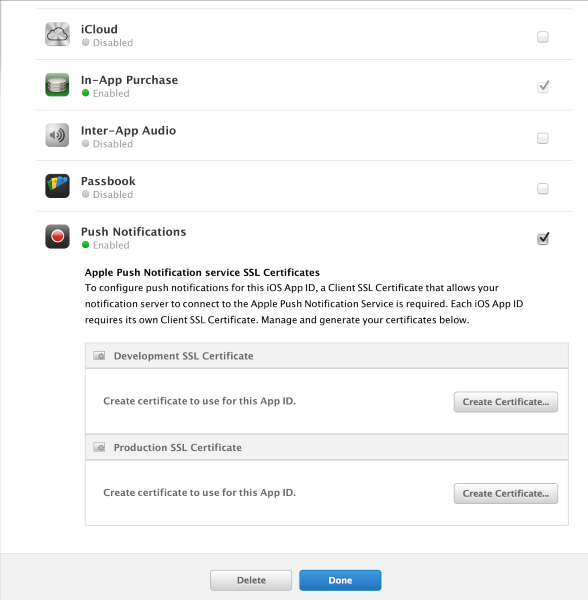 iCloud
Disabled
In-App Purchase
Enabled
Inter-App Audio
Disabled
Passbook
Disabled
Push Notifications
Enabled
Apple Push Notification service SSL Certificates
To configure push notifications for this iOS App ID, a Client SSL Certificate that allows your
notification server to connect to the Apple Push Notification Service is required. Each iOS App ID
requires its own Client SSL Certificate. Manage and generate your certificates below.
Development SSL Certificate
Create certificate to use for this App ID.
Create Certificate...
Production SSL Certificate
Create certificate to use for this App ID.
Create Certificate...
Delete
Done